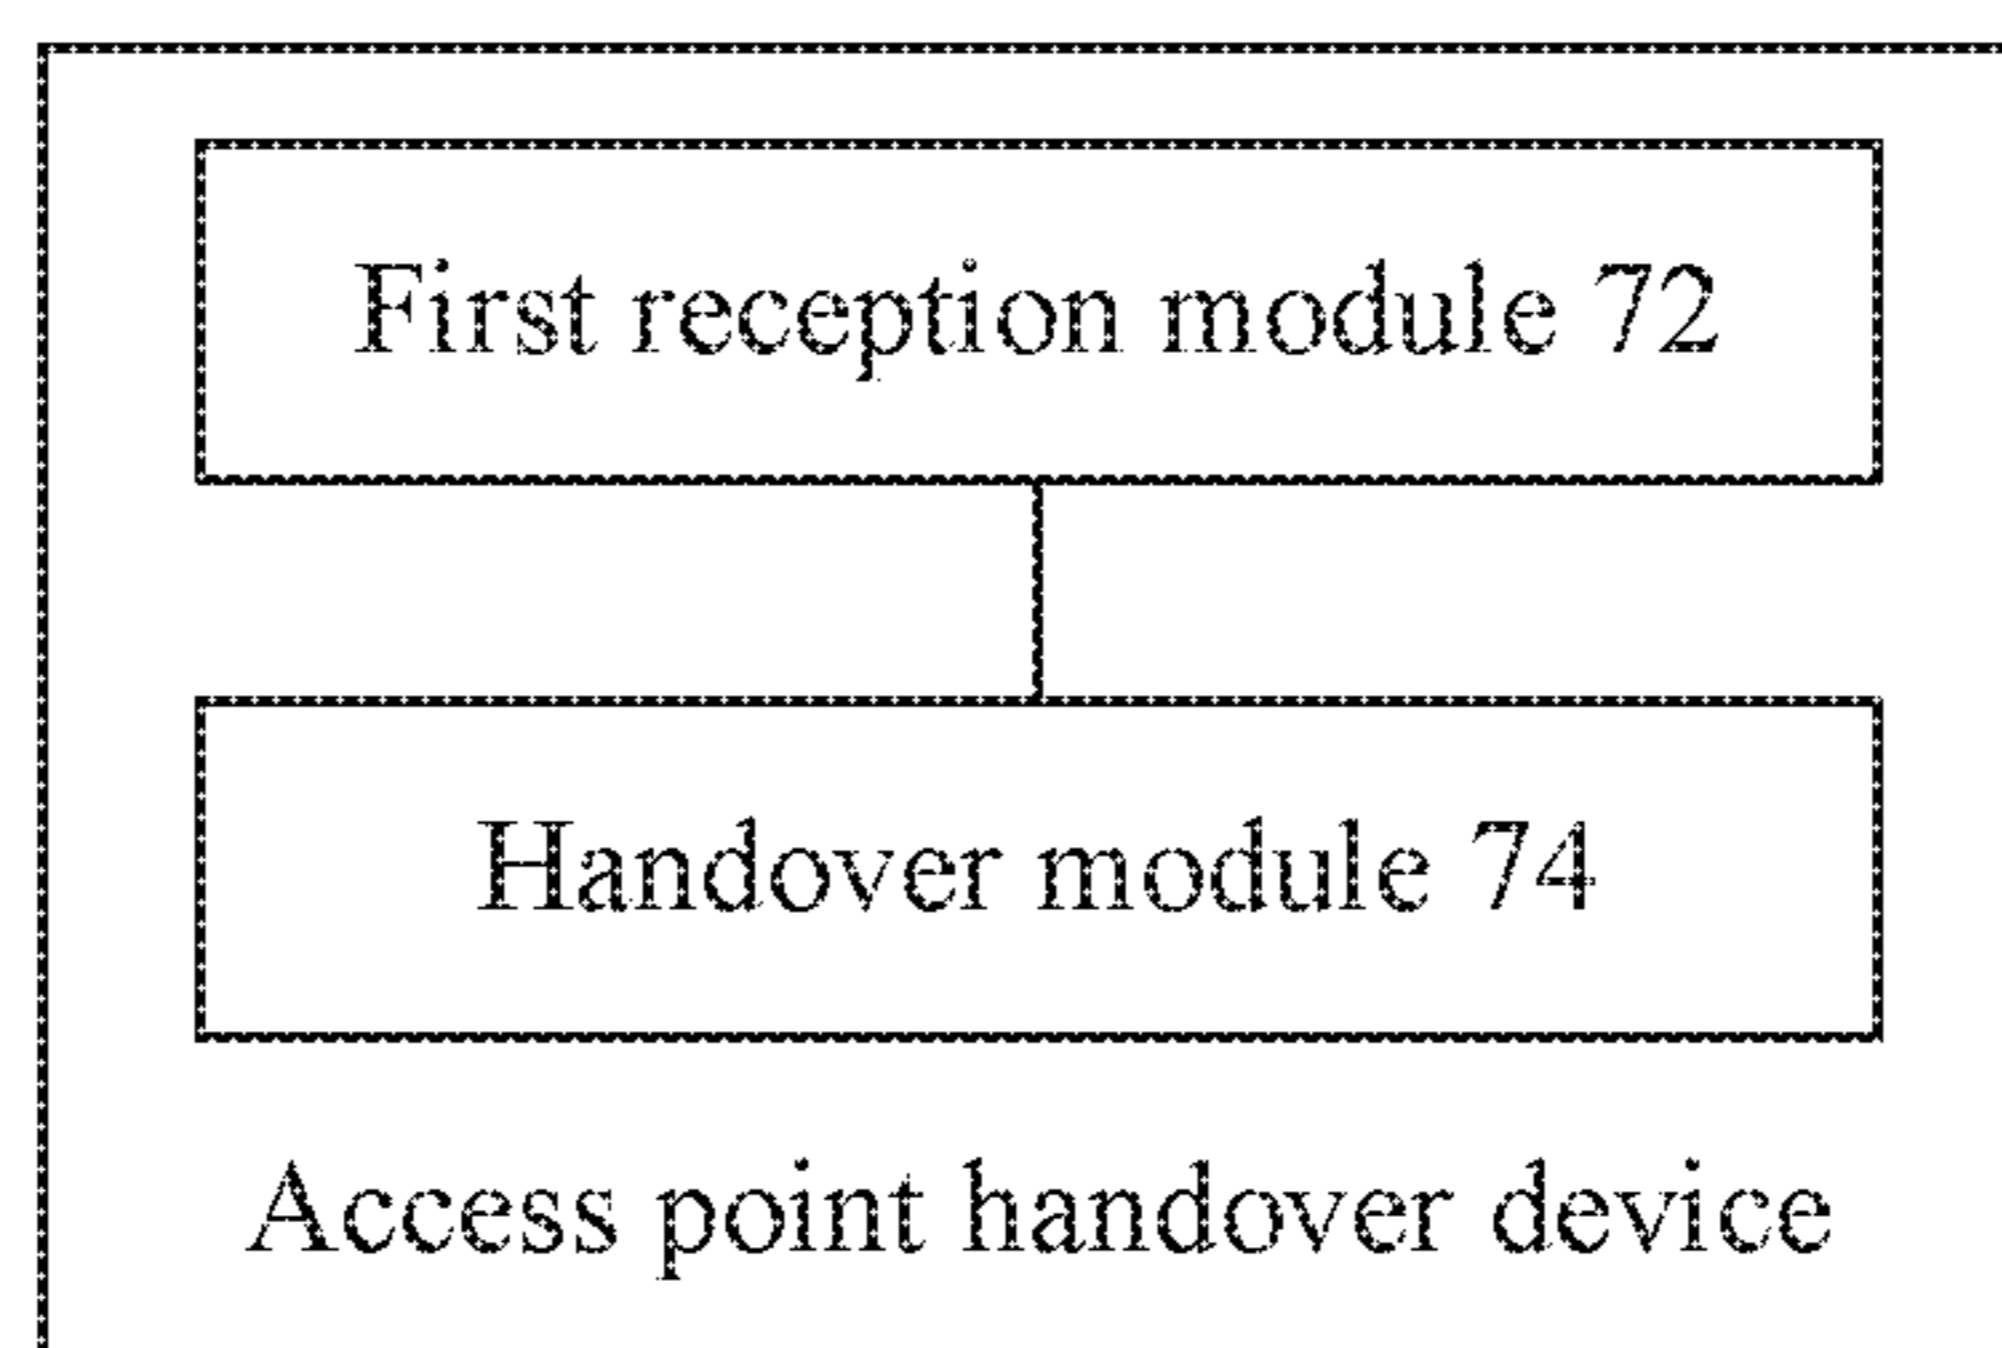 First reception module 72
Handover module 74
Access point handover device